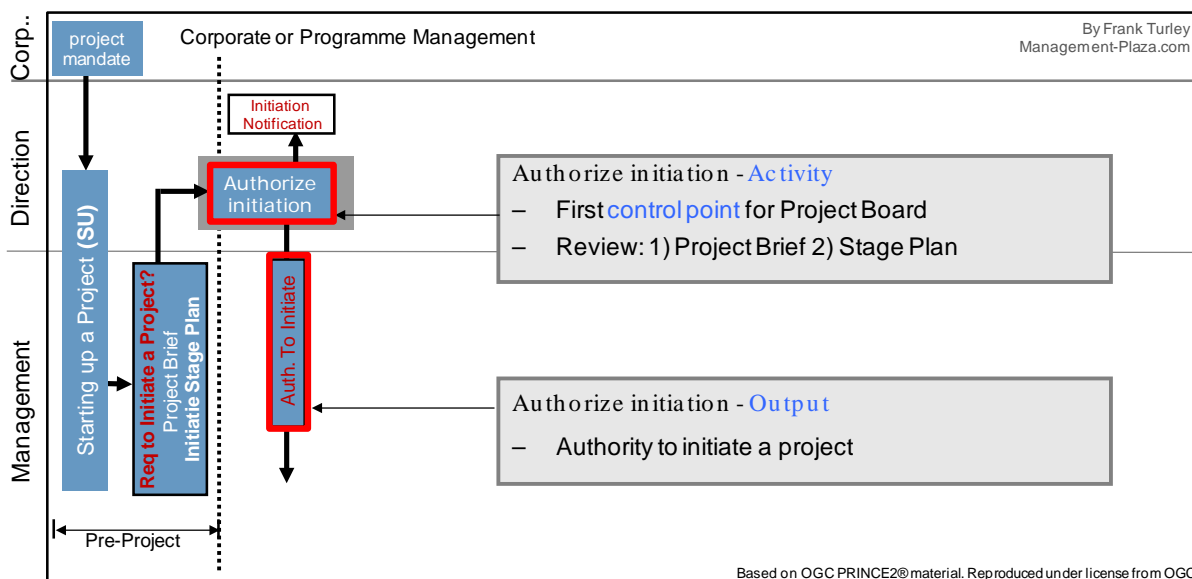 Corp..
project
mandate
Corporate or Programme Management
By Frank Turley
Management-Plaza.com
Direction
Initiation
Notification
Authorize
initiation
Authorize initiation - Activity
– First control point for Project Board
– Review: 1) Project Brief 2) Stage Plan
Management
Starting up a Project (SU)
Req to Initiate a Project?
Project Brief
Initiatie Stage Plan
Auth. To Initiate
Authorize initiation - Output
– Authority to initiate a project
Pre-Project
Based on OGC PRINCE2® material. Reproduced under license from OGC